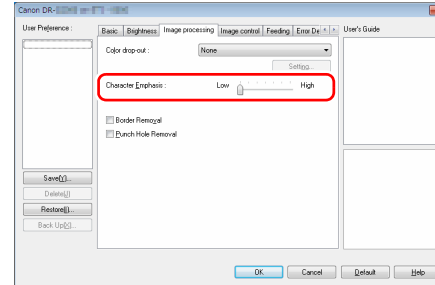 Canon DR-
User Preference :
Basic Brightness Image processing Image control Feeding Error De
User's Guide
Color drop-out :
None
Setting...
Character Emphasis :
Low
High
Border Removal
Punch Hole Removal
Save(V)...
Delete(J)
Restore(I)...
Back Up(X)...
OK
Cancel
Default
Help